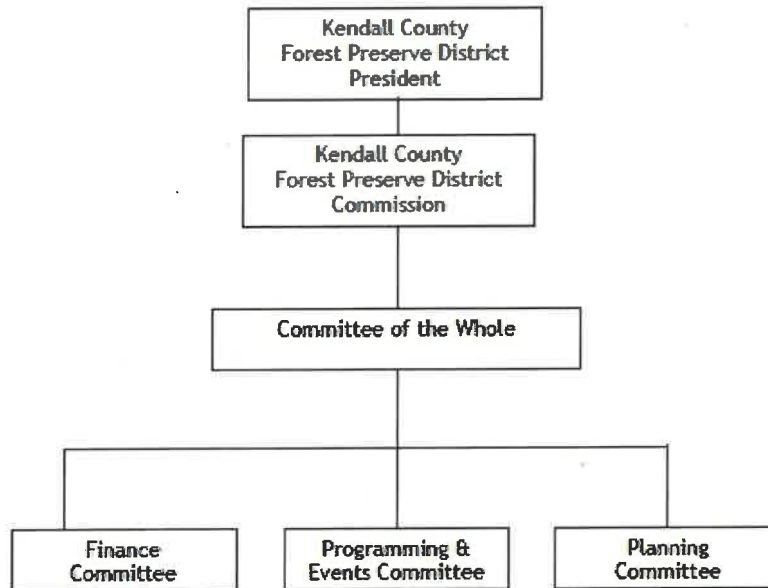 Kendall County
Forest Preserve District
President
Kendall County
Forest Preserve District
Commission
Committee of the Whole
Finance
Committee
Programming &
Events Committee
Planning
Committee